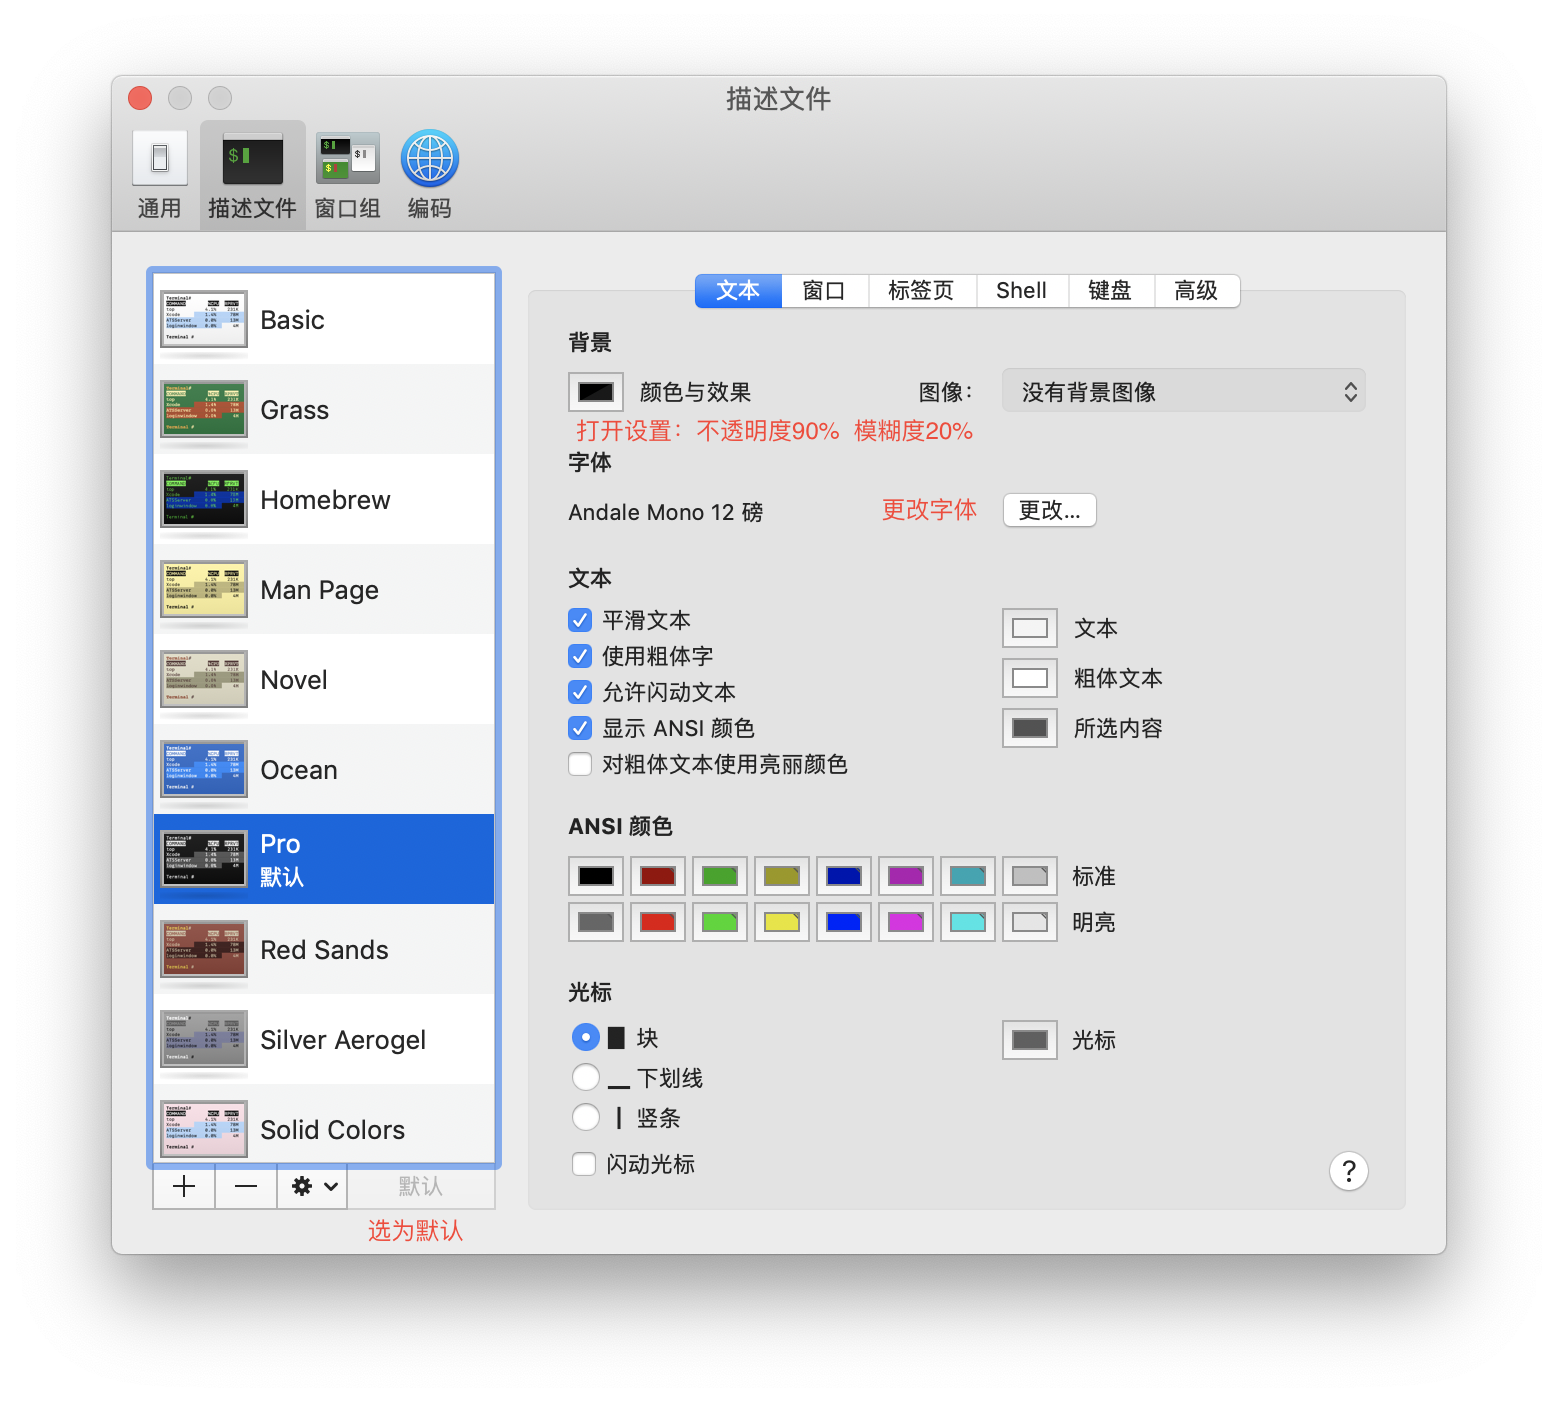 描述文件
通用
描述文件
窗口组
编码
Basic
Grass
Homebrew
Man Page
Novel
Ocean
Pro
默认
Red Sands
Silver Aerogel
Solid Colors
默认
选为默认
文本 窗口 标签页 Shell 键盘 高级
背景
颜色与效果 图像： 没有背景图像
打开设置：不透明度90% 模糊度20%
字体
Andale Mono 12 磅 更改字体 更改...
文本
平滑文本 文本
使用粗体字 粗体文本
允许闪动文本
显示 ANSI 颜色 所选内容
对粗体文本使用亮丽颜色
ANSI 颜色
标准
明亮
光标
块 光标
下划线
竖条
闪动光标
?